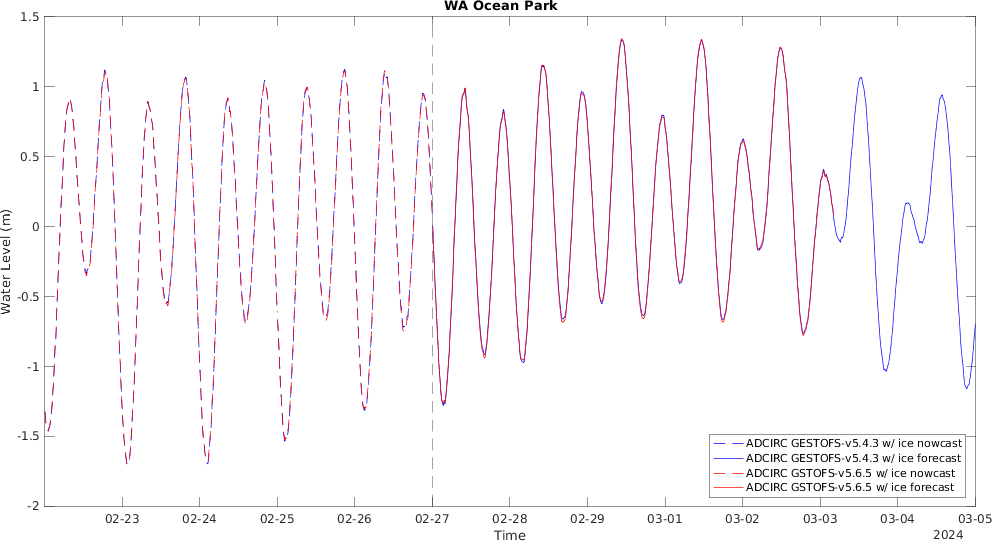 WA Ocean Park
1.5
1
0.5
0
-0.5
-1
-1.5
-2
Water Level (m)
02-23 02-24 02-25 02-26 02-27 02-28 02-29 03-01 03-02 03-03 03-04 03-05
Time
2024
ADCIRC GESTOFS-v5.4.3 w/ ice nowcast
ADCIRC GESTOFS-v5.4.3 w/ ice forecast
ADCIRC GSTOFS-v5.6.5 w/ ice nowcast
ADCIRC GSTOFS-v5.6.5 w/ ice forecast